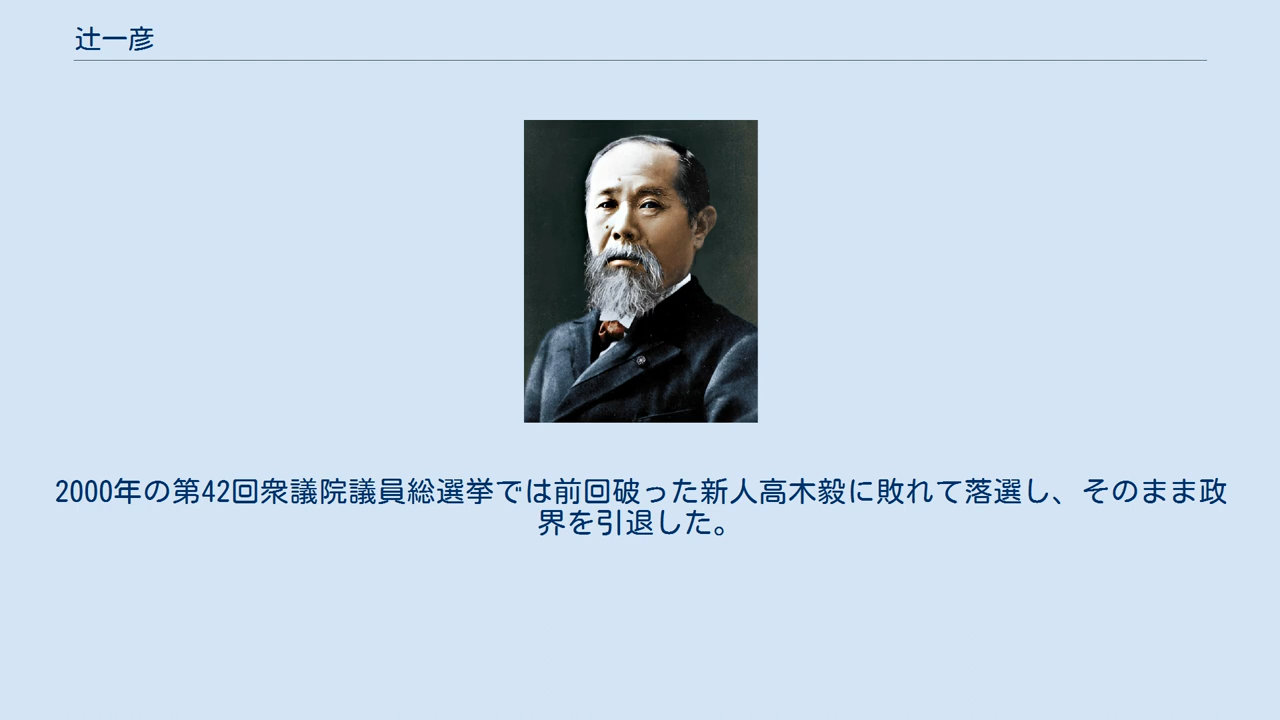 辻一彦
2000年の第42回衆議院議員総選挙では前回破った新人高木毅に敗れて落選し、そのまま政
界を引退した。